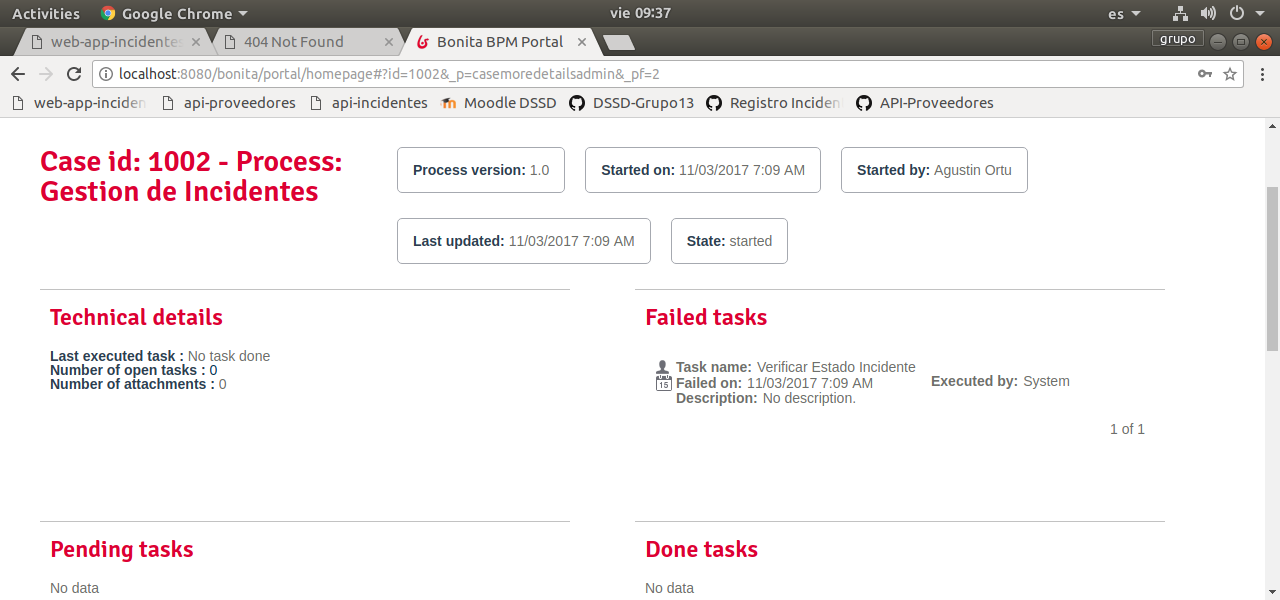 Activities Google Chrome vie 09:37 es
web-app-incidentes 404 Not Found Bonita BPM Portal grupo
localhost:8080/bonita/portal/homepage#?id=1002&_p=casemoredetailsadmin&_pf=2
web-app-inciden api-proveedores api-incidentes Moodle DSSD DSSD-Grupo13 Registro Inciden API-Proveedores
Case id: 1002 - Process:
Gestion de Incidentes
Process version: 1.0 Started on: 11/03/2017 7:09 AM Started by: Agustin Ortu
Last updated: 11/03/2017 7:09 AM State: started
Technical details
Last executed task : No task done
Number of open tasks : 0
Number of attachments : 0
Failed tasks
Task name: Verificar Estado Incidente
15 Failed on: 11/03/2017 7:09 AM
Description: No description.
Executed by: System
1 of 1
Pending tasks
No data
Done tasks
No data